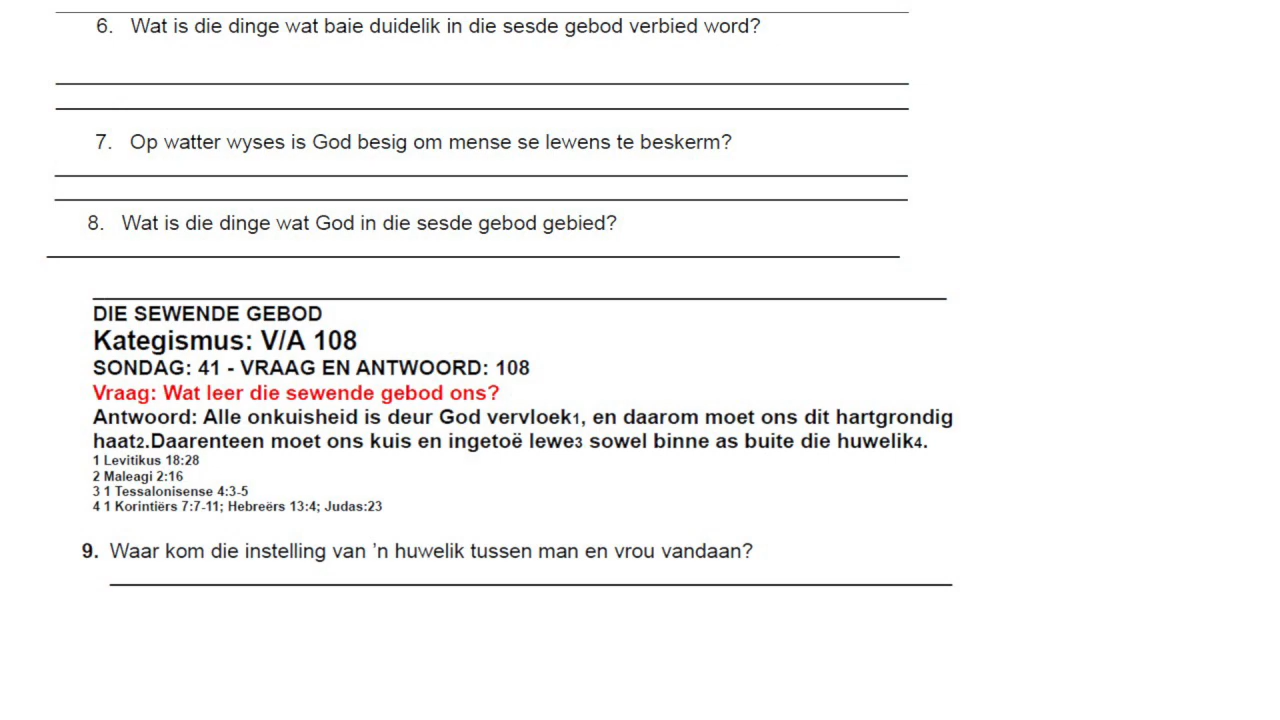 6. Wat is die dinge wat baie duidelik in die sesde gebod verbied word?
7. Op watter wyses is God besig om mense se lewens te beskerm?
8. Wat is die dinge wat God in die sesde gebod gebied?
DIE SEWENDE GEBOD
Kategismus: V/A 108
SONDAG: 41 - VRAAG EN ANTWOORD: 108
Vraag: Wat leer die sewende gebod ons?
Antwoord: Alle onkuisheid is deur God vervloek1, en daarom moet ons dit hartgrondig
haat2.Daarenteen moet ons kuis en ingetoë lewe3 sowel binne as buite die huwelik4.
1 Levitikus 18:28
2 Maleagi 2:16
3 1 Tessalonisense 4:3-5
4 1 Korintiërs 7:7-11; Hebreërs 13:4; Judas:23
9. Waar kom die instelling van ’n huwelik tussen man en vrou vandaan?